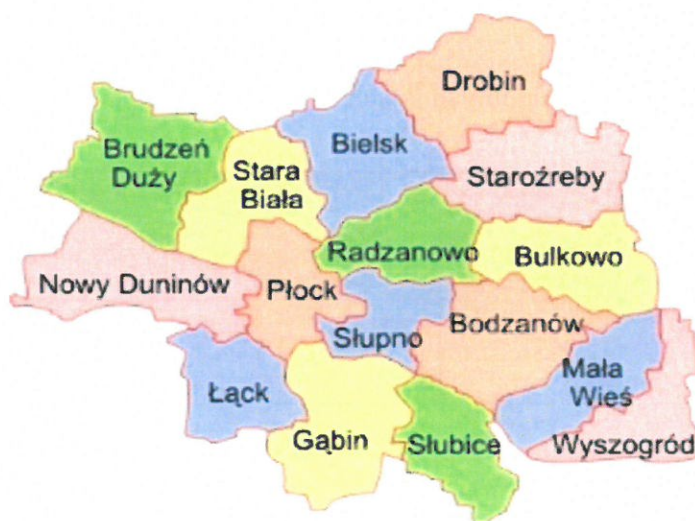 Drobin
Brudzeń
Duży
Bielsk
Stara
Biała
Staroźreby
Radzanowo
Bulkowo
Nowy Duninów
Płock
Słupno
Bodzanów
Mała
Wieś
Łąck
Gąbin
Słubice
Wyszogród